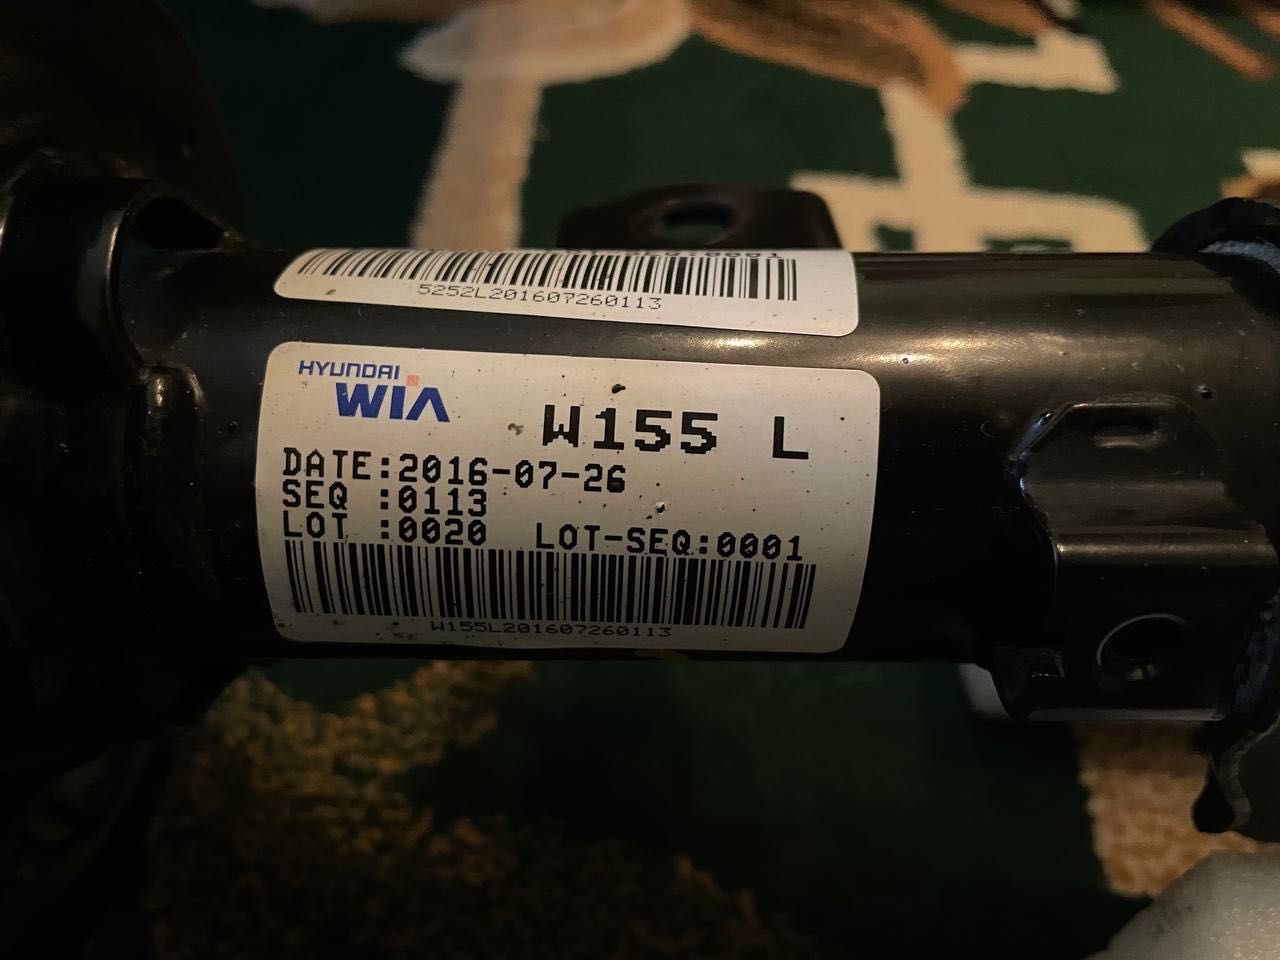 5252L201607260113
HYUNDAI
WIA
W155 L
DATE:2016-07-26
SEQ :0113
LOT :0020 LOT-SEQ:0001
W155L201607260113